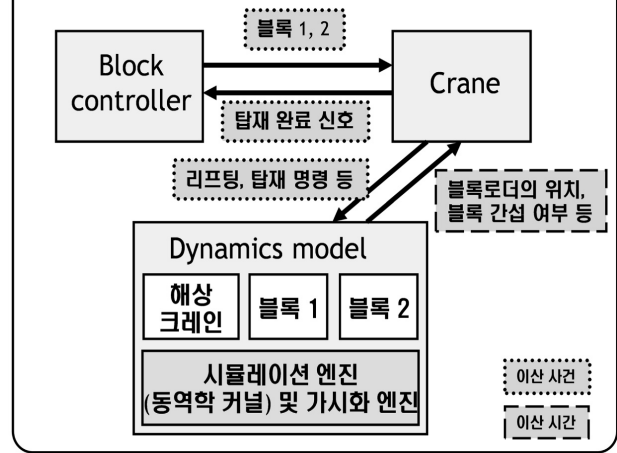 블록 1, 2
Block
controller
Crane
탑재 완료 신호
리프팅, 탑재 명령 등
블록로더의 위치,
블록 간섭 여부 등
Dynamics model
해상
크레인
블록 1
블록 2
시뮬레이션 엔진
(동역학 커널) 및 가시화 엔진
이산 사건
이산 시간